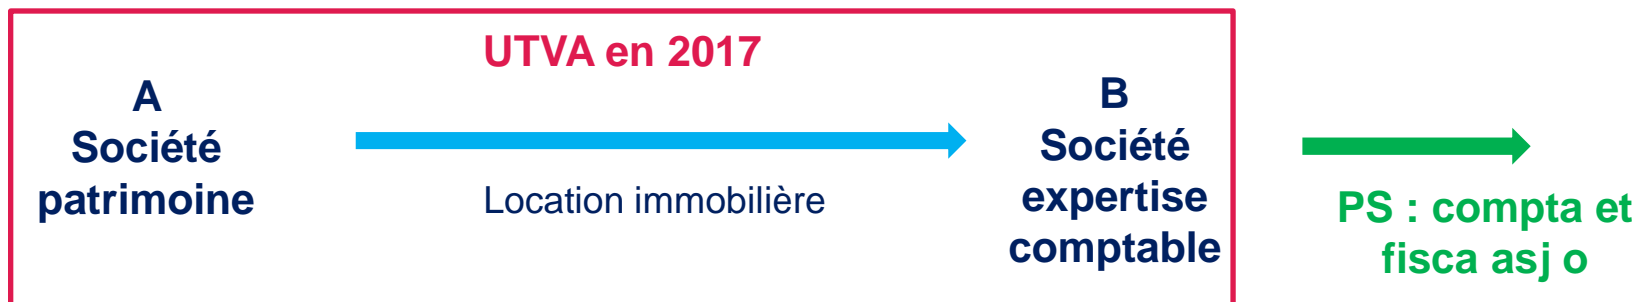 UTVA en 2017
A
Société
patrimoine
Location immobilière
B
Société
expertise
comptable
PS : compta et
fisca asj o